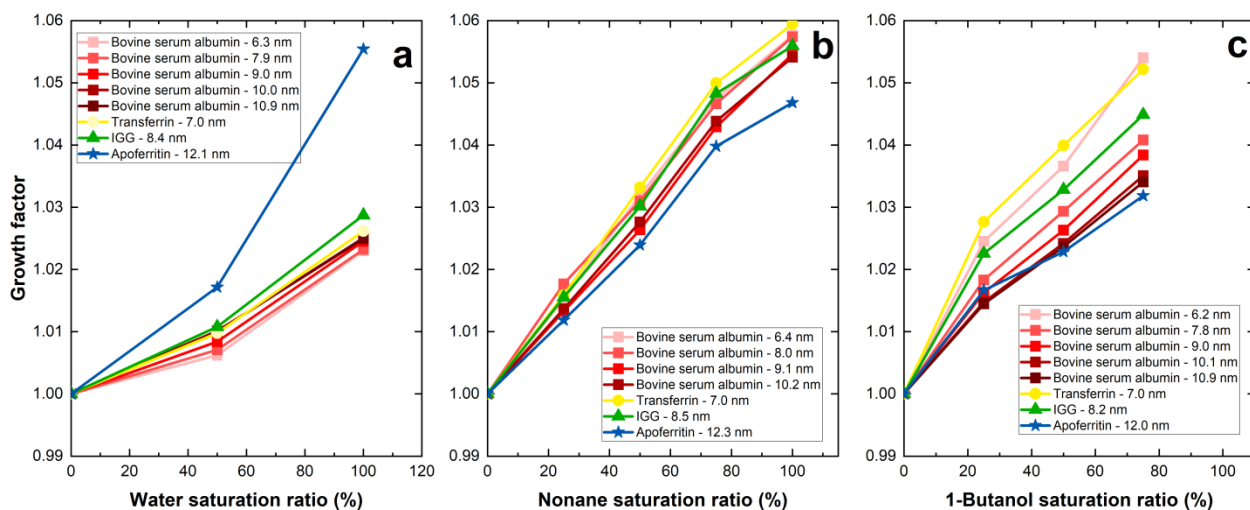 Growth factor
1.06
1.05
1.04
1.03
1.02
1.01
1.00
0.99
Bovine serum albumin - 6.3 nm
Bovine serum albumin - 7.9 nm
Bovine serum albumin - 9.0 nm
Bovine serum albumin - 10.0 nm
Bovine serum albumin - 10.9 nm
Transferrin - 7.0 nm
IGG - 8.4 nm
Apoferritin - 12.1 nm
a
0 20 40 60 80 100 120
Water saturation ratio (%)
1.06
1.05
1.04
1.03
1.02
1.01
1.00
0.99
b
Bovine serum albumin - 6.4 nm
Bovine serum albumin - 8.0 nm
Bovine serum albumin - 9.1 nm
Bovine serum albumin - 10.2 nm
Transferrin - 7.0 nm
IGG - 8.5 nm
Apoferritin - 12.3 nm
0 20 40 60 80 100
Nonane saturation ratio (%)
1.06
1.05
1.04
1.03
1.02
1.01
1.00
0.99
c
Bovine serum albumin - 6.2 nm
Bovine serum albumin - 7.8 nm
Bovine serum albumin - 9.0 nm
Bovine serum albumin - 10.1 nm
Bovine serum albumin - 10.9 nm
Transferrin - 7.0 nm
IGG - 8.2 nm
Apoferritin - 12.0 nm
0 20 40 60 80 100
1-Butanol saturation ratio (%)